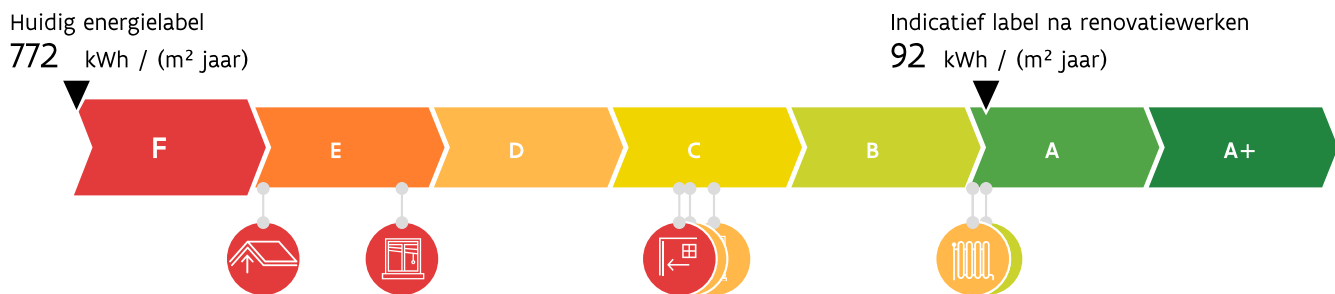 Huidig energielabel
772 kWh / (m² jaar)
Indicatief label na renovatiewerken
92 kWh / (m² jaar)
F E D C B A A+